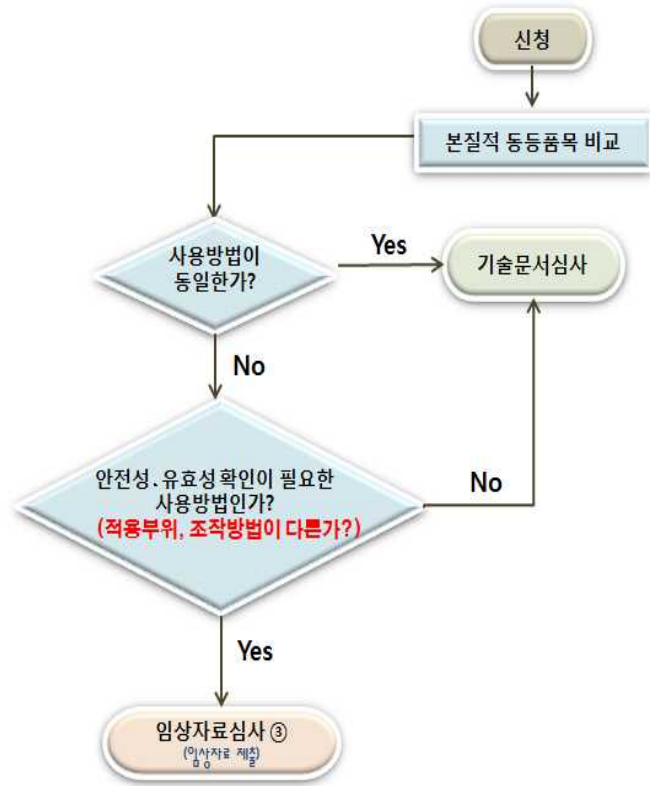 신청
본질적 동등품목 비교
사용방법이
동일한가?
Yes
기술문서심사
No
안전성.유효성 확인이 필요한
사용방법인가?
(적용부위, 조작방법이 다른가?)
No
Yes
임상자료심사 ③
(임상자료 제출)